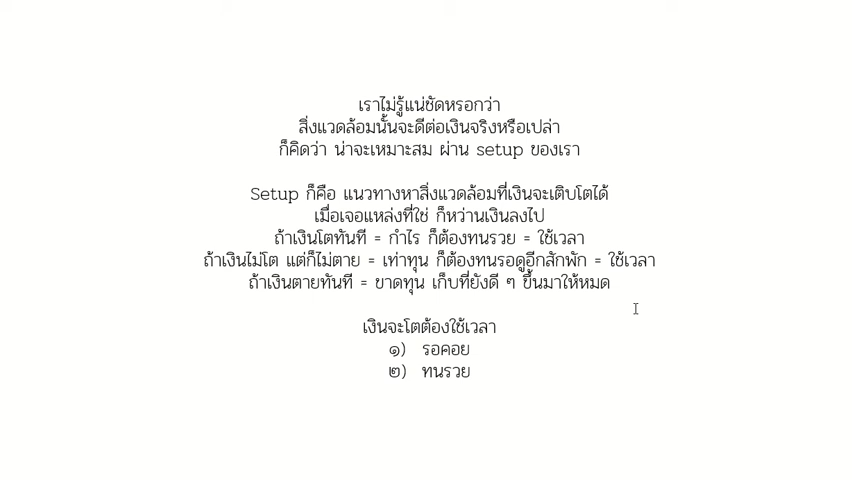 เราไม่รู้แน่ชัดหรอกว่า
สิ่งแวดล้อมนั้นจะดีต่อเงินจริงหรือเปล่า
ก็คิดว่า น่าจะเหมาะสม ผ่าน setup ของเรา
Setup ก็คือ แนวทางหาสิ่งแวดล้อมที่เงินจะเติบโตได้
เมื่อเจอแหล่งที่ใช่ ก็หว่านเงินลงไป
ถ้าเงินโตทันที = กำไร ก็ต้องทนรวย = ใช้เวลา
ถ้าเงินไม่โต แต่ก็ไม่ตาย = เท่าทุน ก็ต้องทนรอดูอีกสักพัก = ใช้เวลา
ถ้าเงินตายทันที = ขาดทุน เก็บที่ยังดี ๆ ขึ้นมาให้หมด
เงินจะโตต้องใช้เวลา
๑) รอคอย
๒) ทนรวย